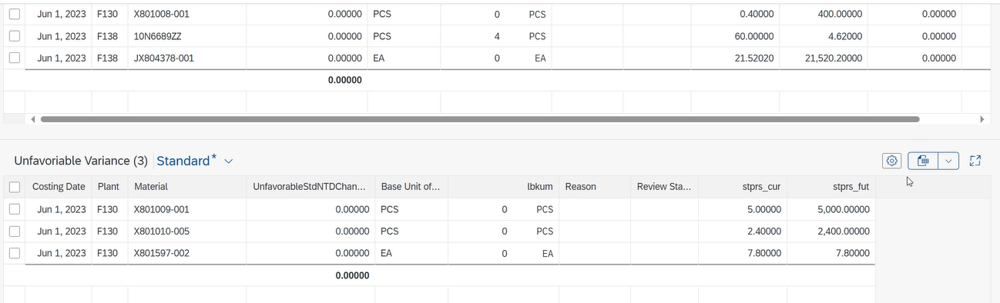 Jun 1, 2023 F130 X801008-001 0.00000 PCS 0 PCS 0.40000 400.00000 0.00000
Jun 1, 2023 F138 10N6689ZZ 0.00000 PCS 4 PCS 60.00000 4.62000 0.00000
Jun 1, 2023 F138 JX804378-001 0.00000 EA 0 EA 21.52020 21,520.20000 0.00000
0.00000
Unfavoriable Variance (3) Standard*
Costing Date Plant Material UnfavorableStdNTDChan... Base Unit of... lbkum Reason Review Sta... stprs_cur stprs_fut
Jun 1, 2023 F130 X801009-001 0.00000 PCS 0 PCS 5.00000 5,000.00000
Jun 1, 2023 F130 X801010-005 0.00000 PCS 0 PCS 2.40000 2,400.00000
Jun 1, 2023 F130 X801597-002 0.00000 EA 0 EA 7.80000 7.80000
0.00000